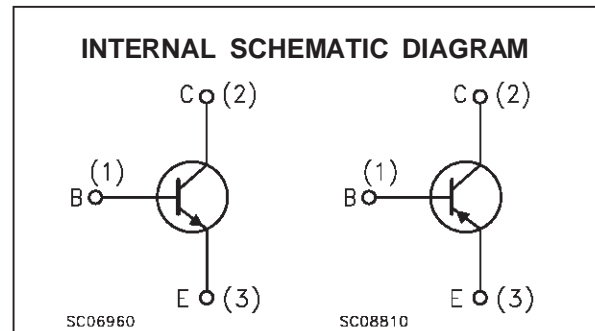 INTERNAL SCHEMATIC DIAGRAM
C (2)
C (2)
(1)
B
(1)
B
E (3)
E (3)
SC06960
SC08810